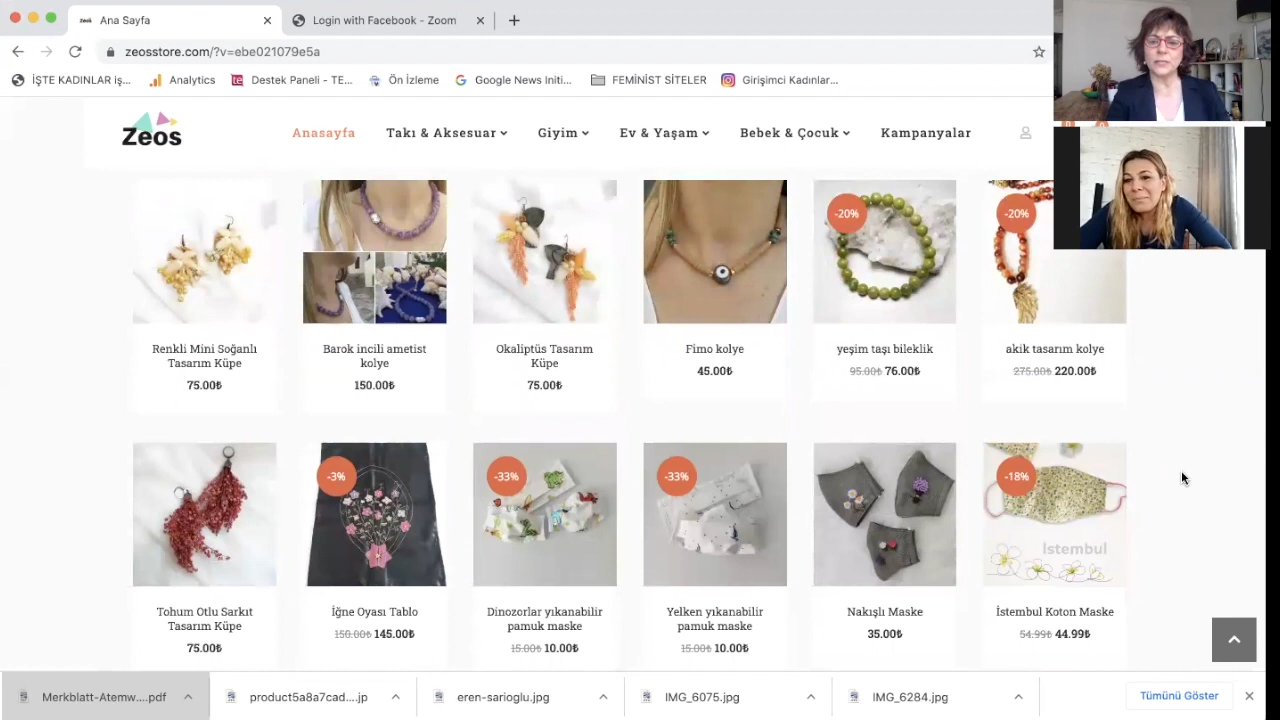 Ana Sayfa
Login with Facebook - Zoom
zeosstore.com/?v=ebe021079e5a
İŞTE KADINLAR iş...
Analytics
Destek Paneli - TE...
Ön İzleme
Google News Initi...
FEMİNİST SİTELER
Girişimci Kadınlar...
Zeos
Anasayfa
Takı & Aksesuar
Giyim
Ev & Yaşam
Bebek & Çocuk
Kampanyalar
-20%
-20%
Renkli Mini Soğanlı
Tasarım Küpe
75.00₺
Barok incili ametist
kolye
150.00₺
Okaliptüs Tasarım
Küpe
75.00₺
Fimo kolye
45.00₺
yeşim taşı bileklik
95.00₺ 76.00₺
akik tasarım kolye
275.00₺ 220.00₺
-3%
-33%
-33%
-18%
İstembul
Tohum Otlu Sarkıt
Tasarım Küpe
75.00₺
İğne Oyası Tablo
150.00₺ 145.00₺
Dinozorlar yıkanabilir
pamuk maske
15.00₺ 10.00₺
Yelken yıkanabilir
pamuk maske
15.00₺ 10.00₺
Nakışlı Maske
35.00₺
İstembul Koton Maske
54.99₺ 44.99₺
Merkblatt-Atemw....pdf
product5a8a7cad....jp
eren-sarioglu.jpg
IMG_6075.jpg
IMG_6284.jpg
Tümünü Göster